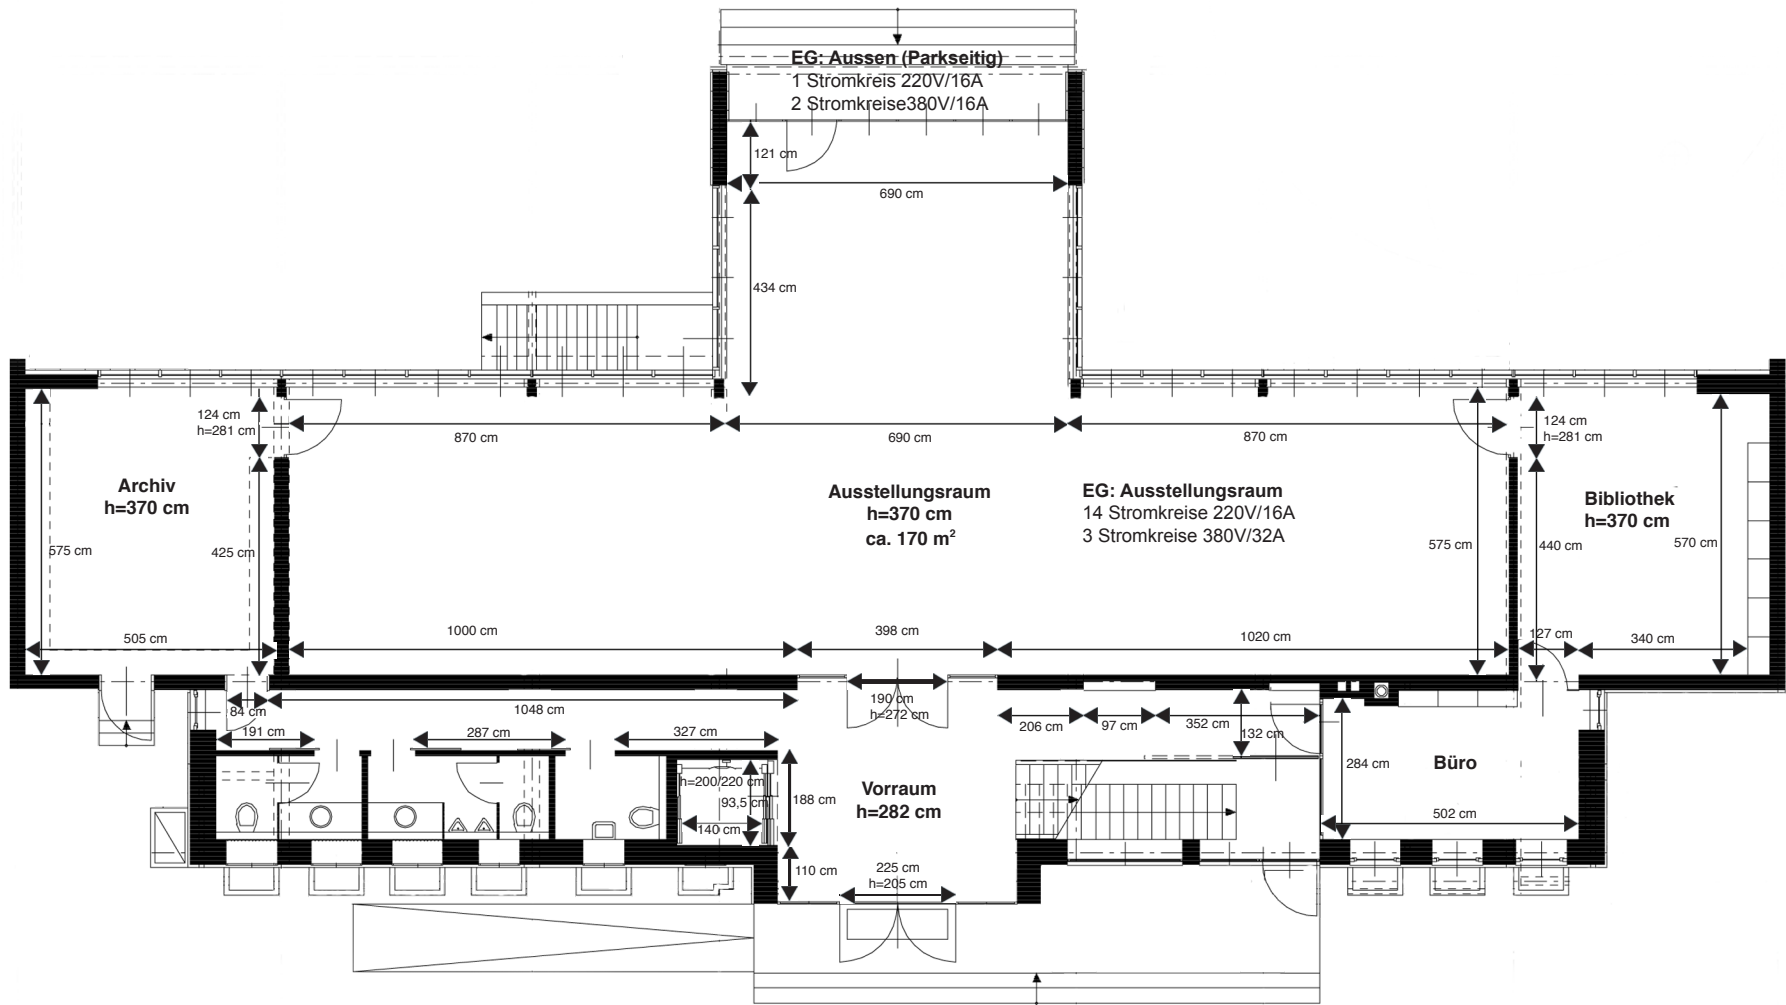 EG: Aussen (Parkseitig)
1 Stromkreis 220V/16A
2 Stromkreise380V/16A
121 cm
690 cm
434 cm
124 cm
h=281 cm
870 cm
690 cm
870 cm
124 cm
h=281 cm
Archiv
h=370 cm
Ausstellungsraum
h=370 cm
ca. 170 m²
EG: Ausstellungsraum
14 Stromkreise 220V/16A
3 Stromkreise 380V/32A
Bibliothek
h=370 cm
575 cm
425 cm
575 cm
440 cm
570 cm
505 cm
1000 cm
398 cm
1020 cm
127 cm
340 cm
84 cm
1048 cm
190 cm
h=272 cm
206 cm
97 cm
352 cm
132 cm
191 cm
287 cm
327 cm
284 cm
Büro
h=200/220 cm
93,5 cm
140 cm
188 cm
Vorraum
h=282 cm
502 cm
110 cm
225 cm
h=205 cm